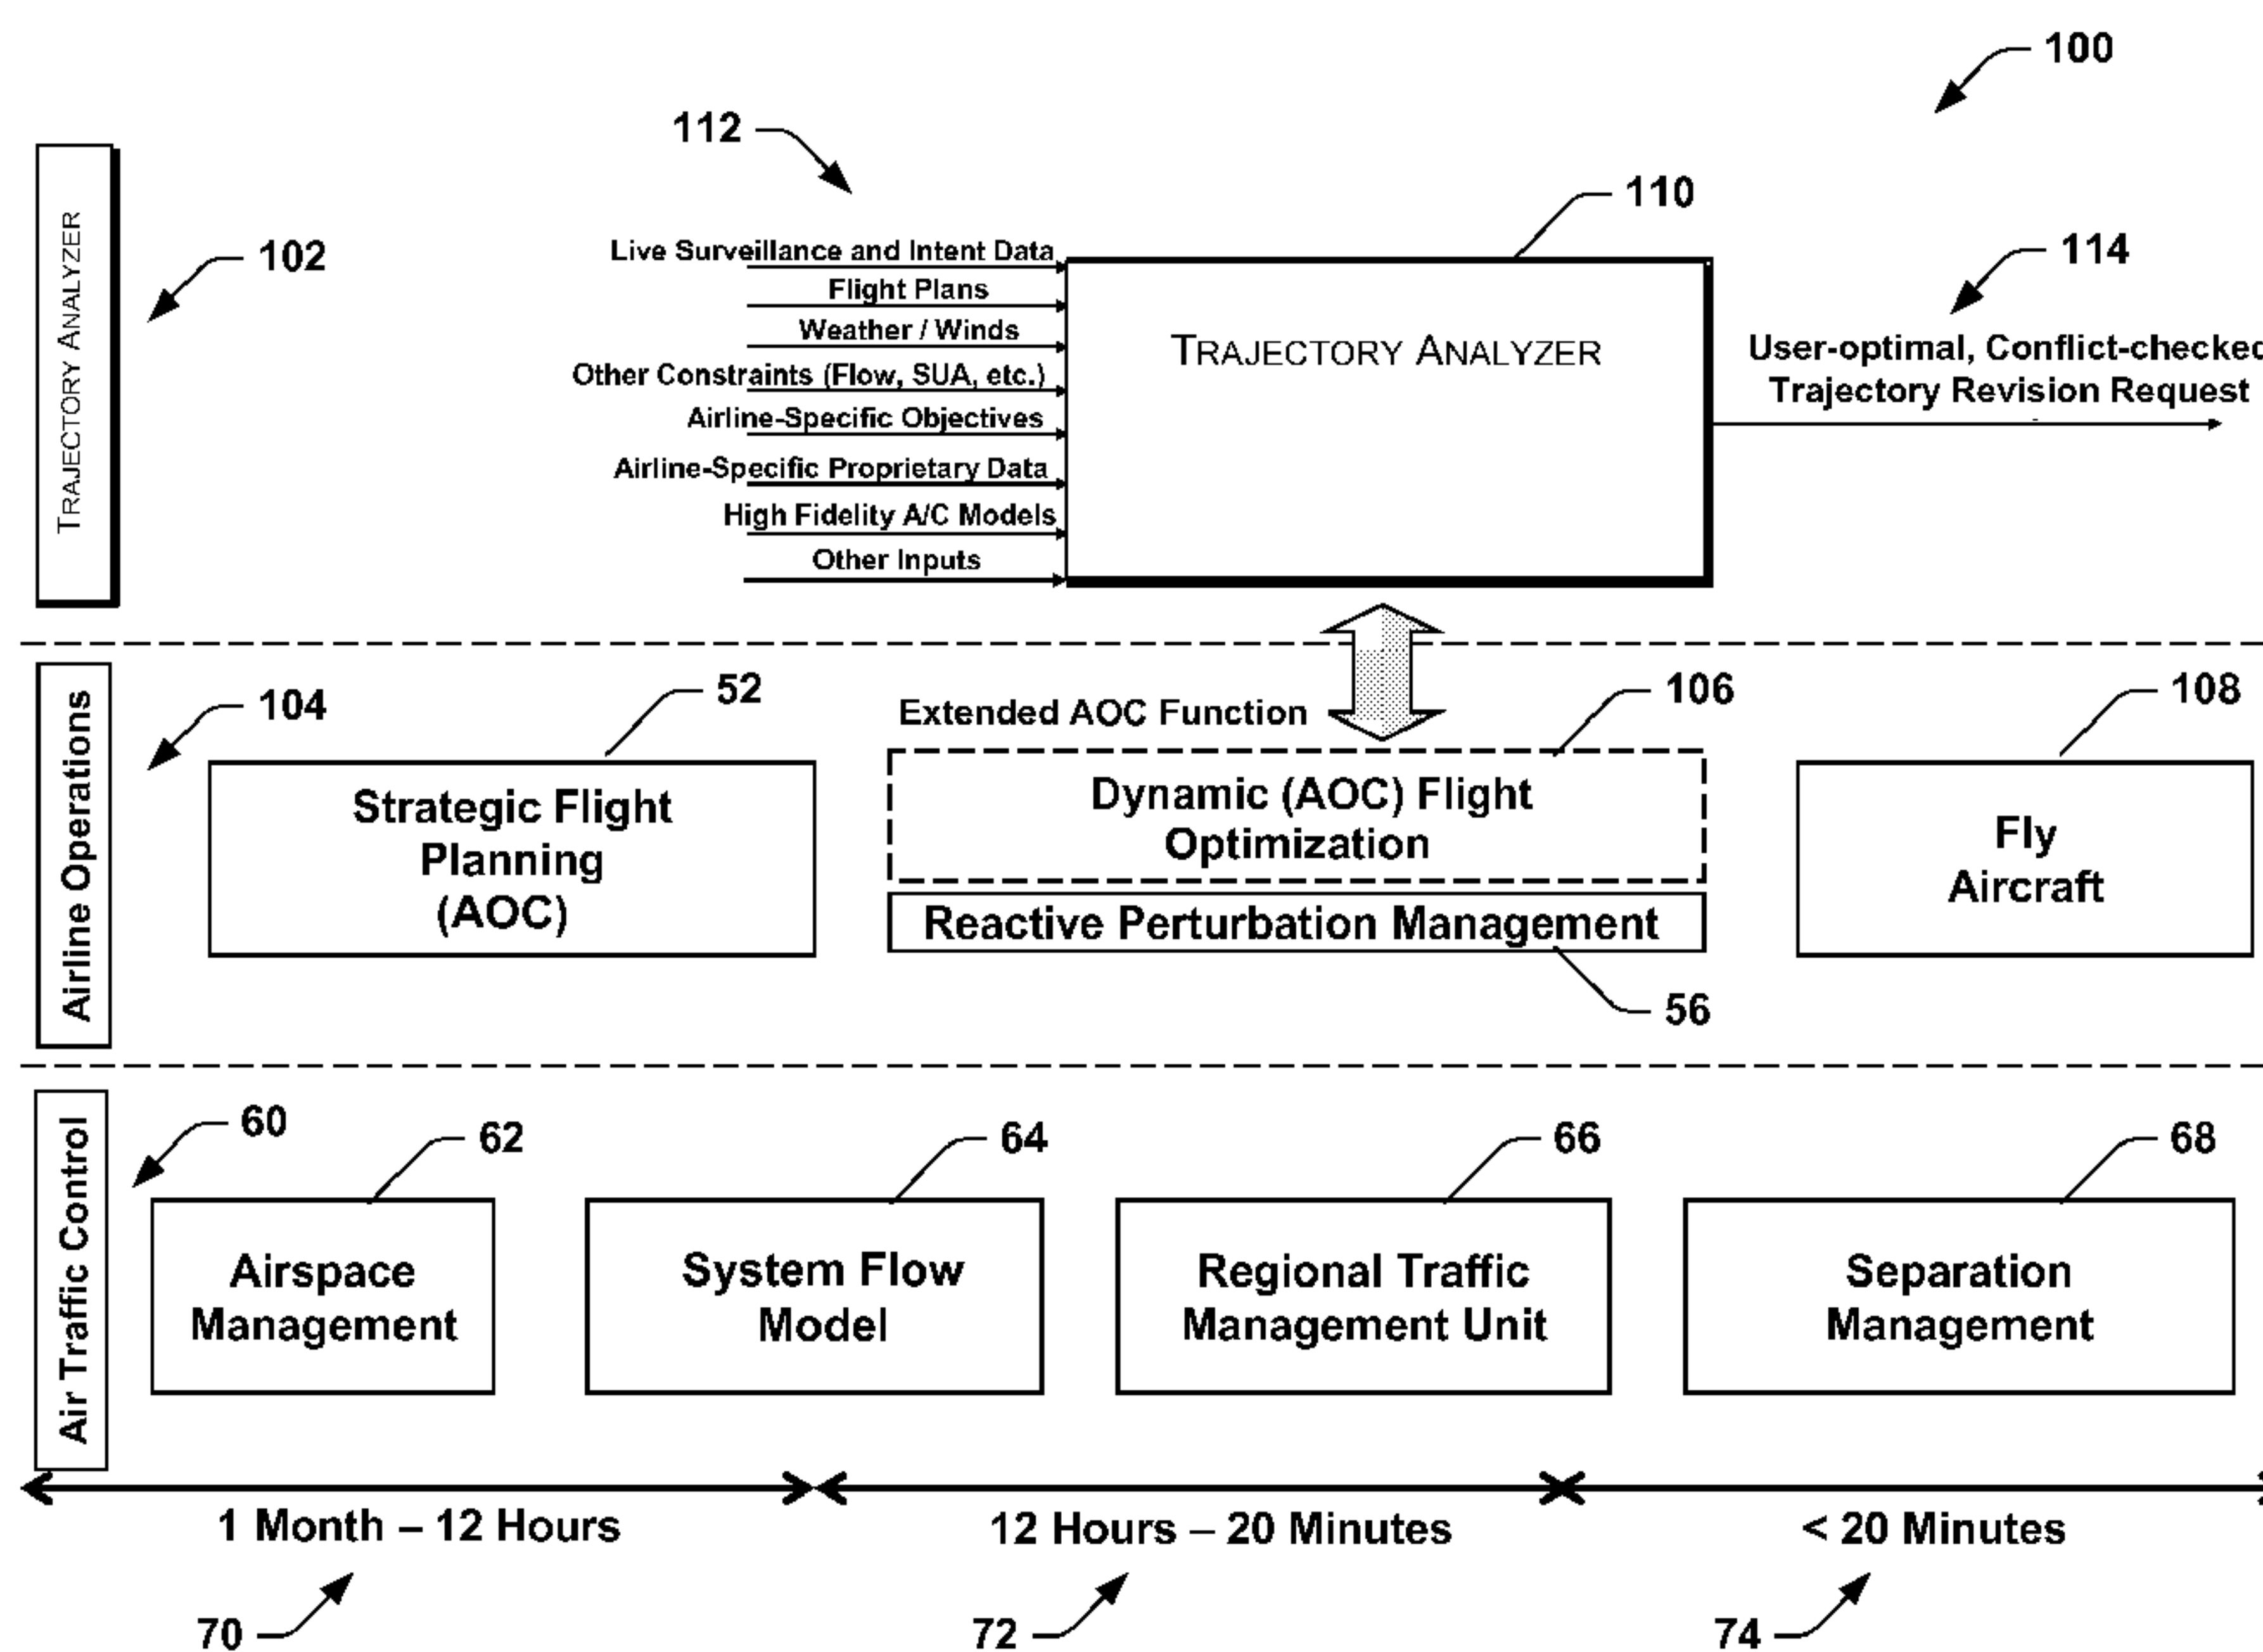 100
112
110
TRAJECTORY ANALYZER
102
114
Live Surveillance and Intent Data
Flight Plans
Weather / Winds
Other Constraints (Flow, SUA, etc.)
Airline-Specific Objectives
Airline-Specific Proprietary Data
High Fidelity A/C Models
Other Inputs
TRAJECTORY ANALYZER
User-optimal, Conflict-checked
Trajectory Revision Request
Airline Operations
104
52
Extended AOC Function
106
108
Strategic Flight
Planning
(AOC)
Dynamic (AOC) Flight
Optimization
Reactive Perturbation Management
56
Fly
Aircraft
Air Traffic Control
60
62
64
66
68
Airspace
Management
System Flow
Model
Regional Traffic
Management Unit
Separation
Management
1 Month – 12 Hours
12 Hours – 20 Minutes
< 20 Minutes
70
72
74